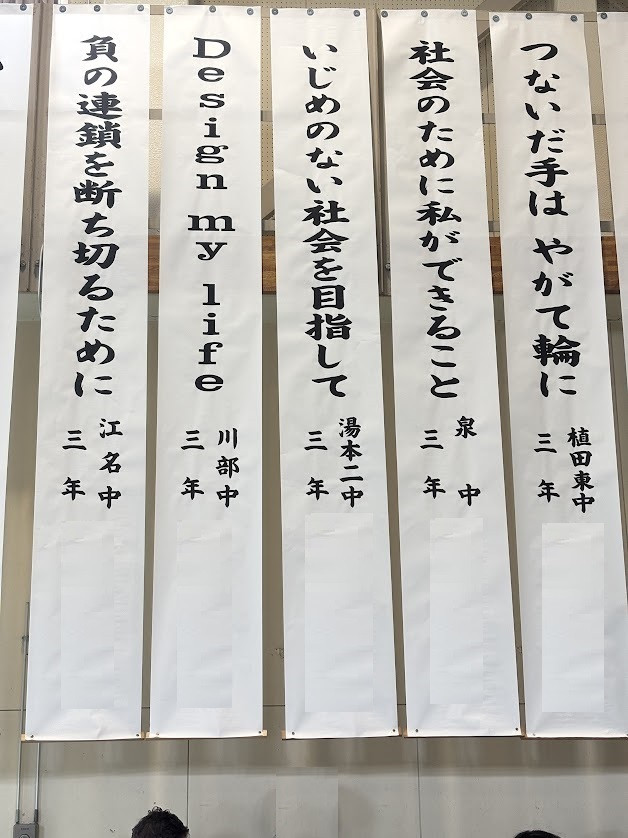 つないだ手は やがて輪に
植田東中
三年
社会のために私ができること
泉中
三年
いじめのない社会を目指して
湯本二中
三年
Design my life
川部中
三年
負の連鎖を断ち切るために
江名中
三年